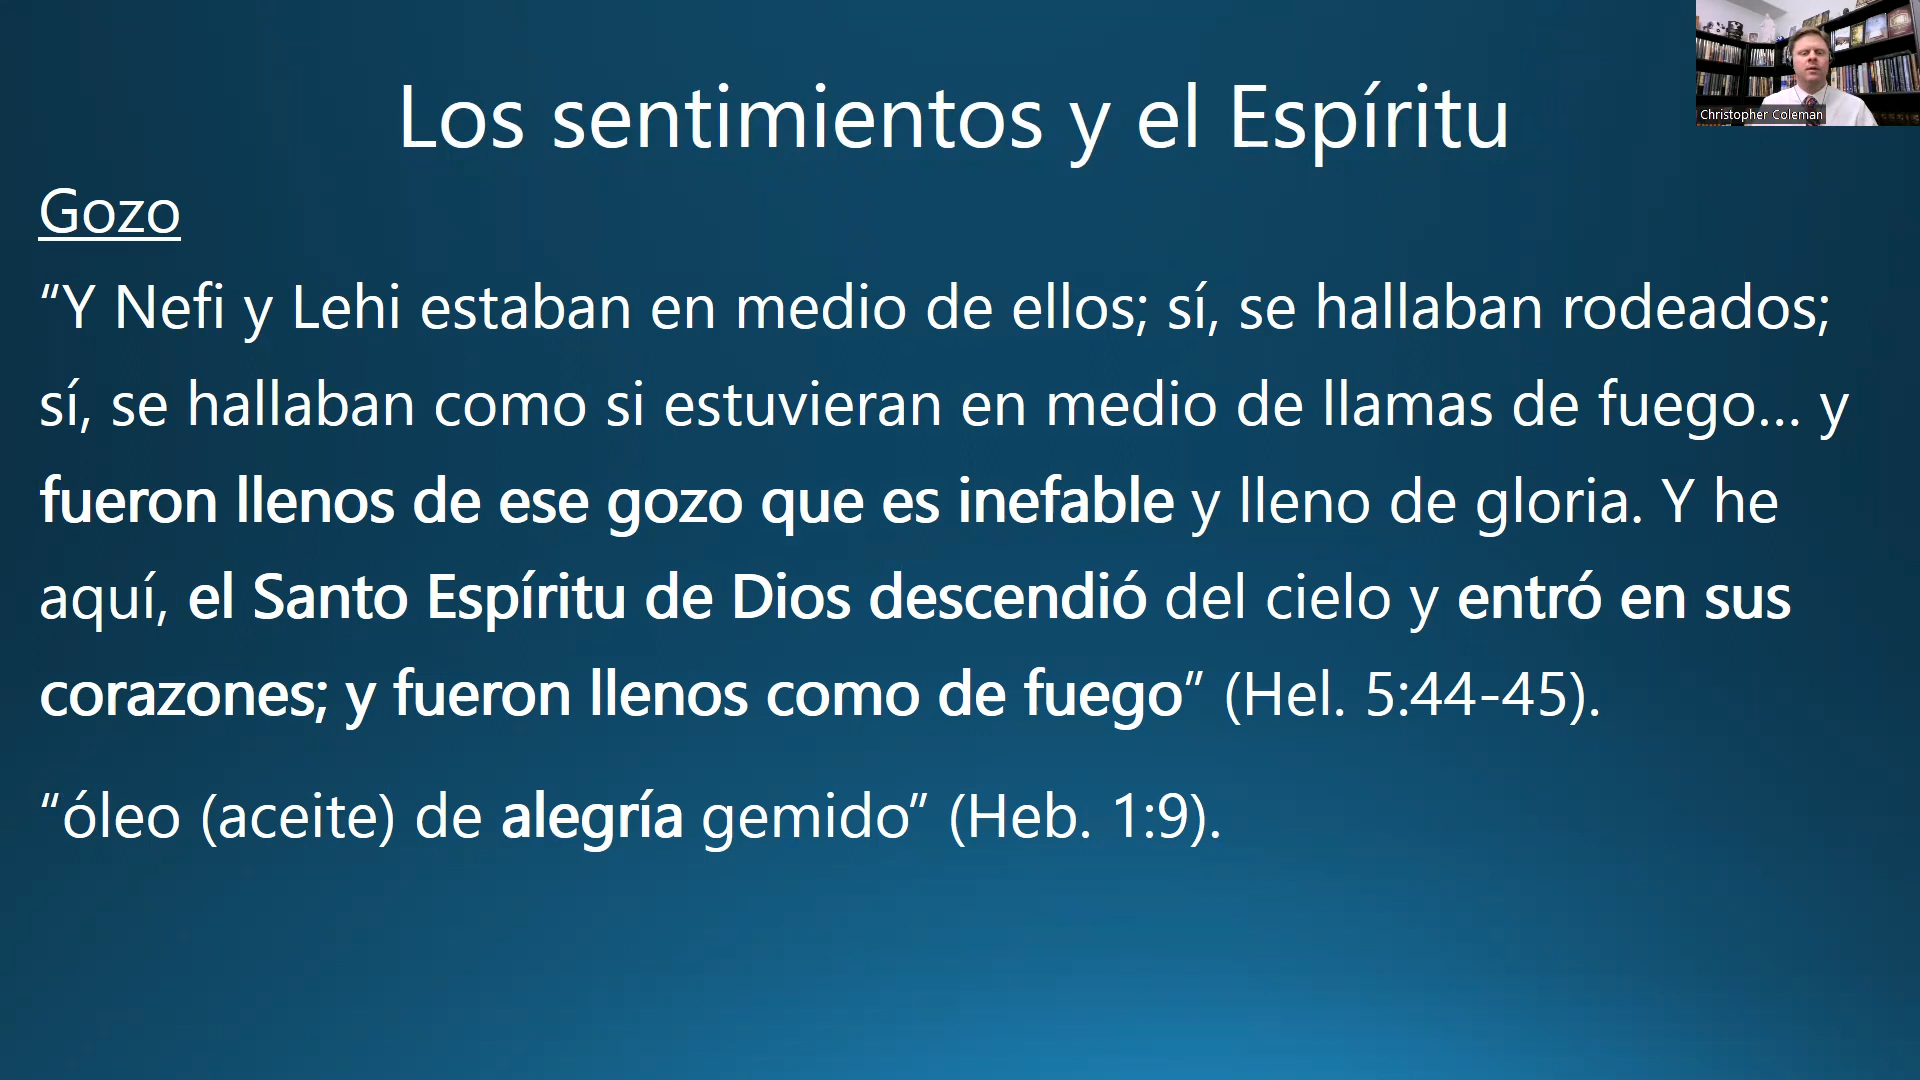 Los sentimientos y el Espíritu
Christopher Coleman
Gozo
“Y Nefi y Lehi estaban en medio de ellos; sí, se hallaban rodeados;
sí, se hallaban como si estuvieran en medio de llamas de fuego… y
fueron llenos de ese gozo que es inefable y lleno de gloria. Y he
aquí, el Santo Espíritu de Dios descendió del cielo y entró en sus
corazones; y fueron llenos como de fuego” (Hel. 5:44-45).
“óleo (aceite) de alegría gemido” (Heb. 1:9).